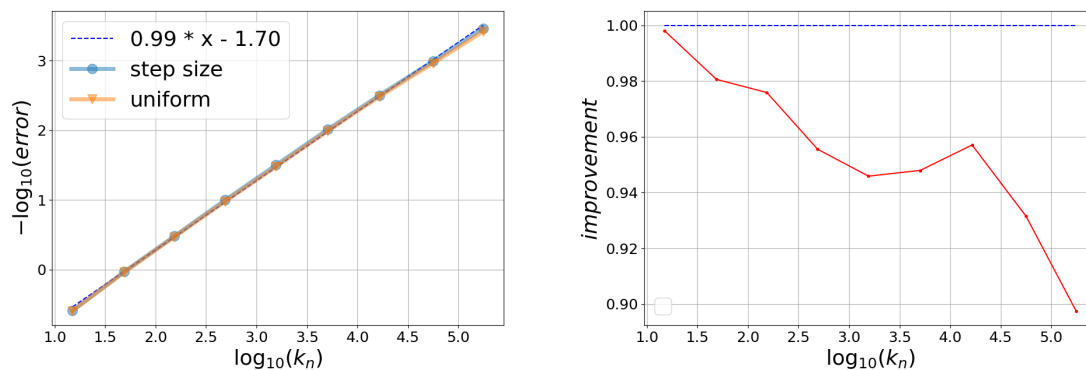 0.99 * x - 1.70
step size
uniform
3
2
1
0
−log₁₀(error)
1.0 1.5 2.0 2.5 3.0 3.5 4.0 4.5 5.0
log₁₀(kₙ)
1.00
0.98
0.96
0.94
0.92
0.90
improvement
1.0 1.5 2.0 2.5 3.0 3.5 4.0 4.5 5.0
log₁₀(kₙ)